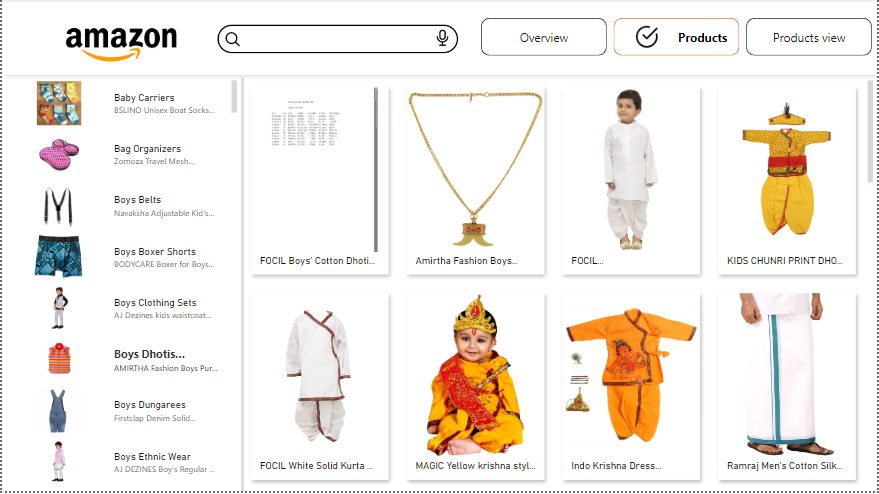 amazon
Overview
Products
Products view
Baby Carriers
BSLINO Unisex Boat Socks...
Bag Organizers
Zomoza Travel Mesh...
Boys Belts
Navaksha Adjustable Kid's...
Boys Boxer Shorts
BODYCARE Boxer for Boys...
Boys Clothing Sets
AJ Dezines kids waistcoat...
Boys Dhotis...
AMIRTHA Fashion Boys Pur...
Boys Dungarees
Firstclap Denim Solid...
Boys Ethnic Wear
AJ DEZINES Boy's Regular ...
FOCIL Boys' Cotton Dhoti...
Amirtha Fashion Boys...
FOCIL...
KIDS CHUNRI PRINT DHO...
FOCIL White Solid Kurta ...
MAGIC Yellow krishna styl...
Indo Krishna Dress...
Ramraj Men's Cotton Silk...